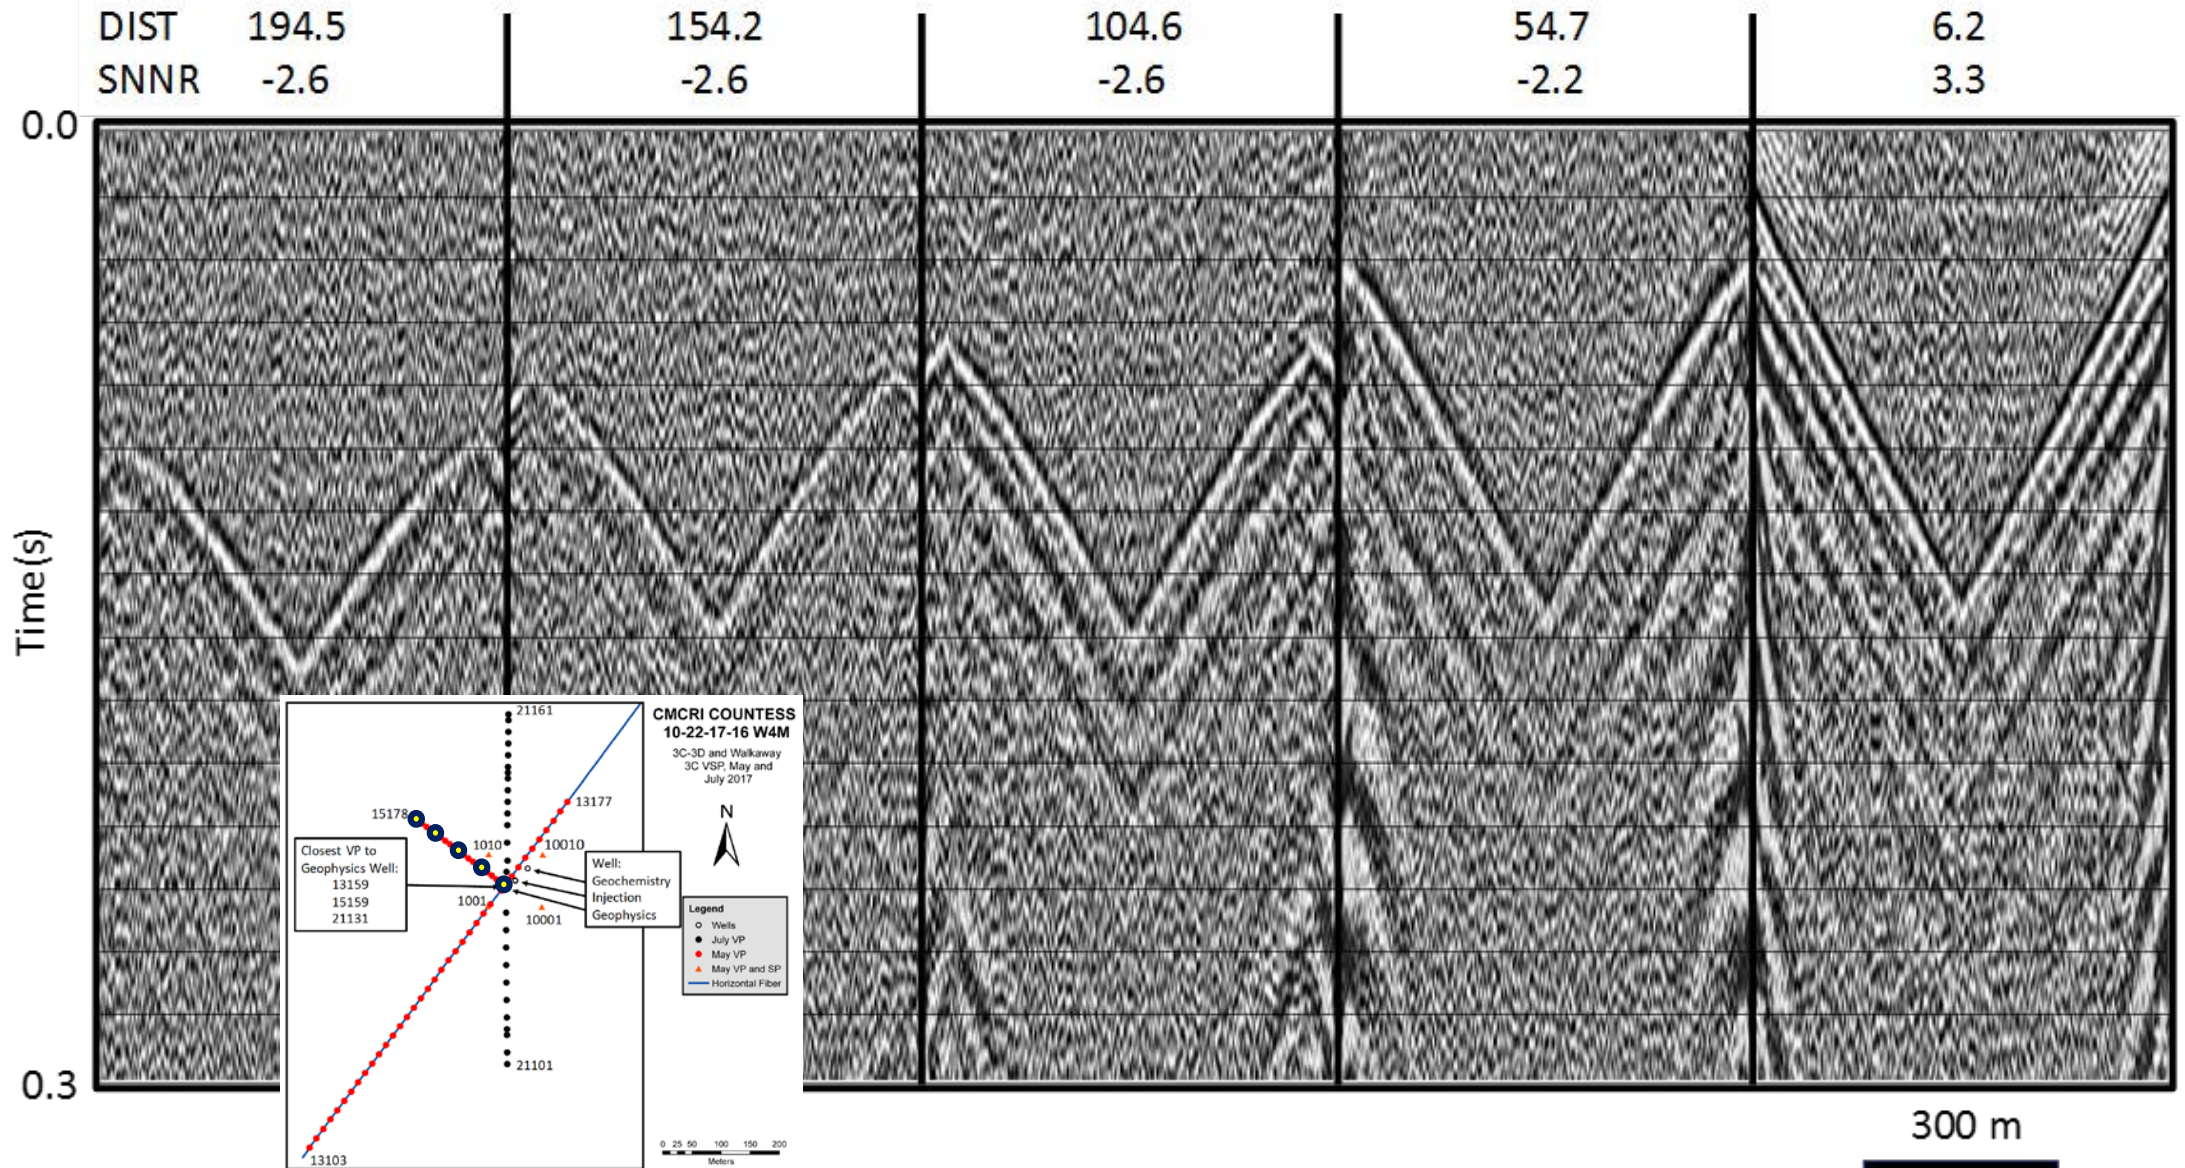 DIST 194.5 154.2 104.6 54.7 6.2
SNNR -2.6 -2.6 -2.6 -2.2 3.3
0.0
Time(s)
0.3
300 m
21161
13177
15178
1010
10010
Closest VP to
Geophysics Well:
13159
15159
21131
Well:
Geochemistry
Injection
Geophysics
1001
10001
21101
13103
CMCRI COUNTESS
10-22-17-16 W4M
3C-3D and Walkaway
3C VSP, May and
July 2017
N
Legend
Wells
July VP
May VP
May VP and SP
Horizontal Fiber
0 25 50 100 150 200
Meters